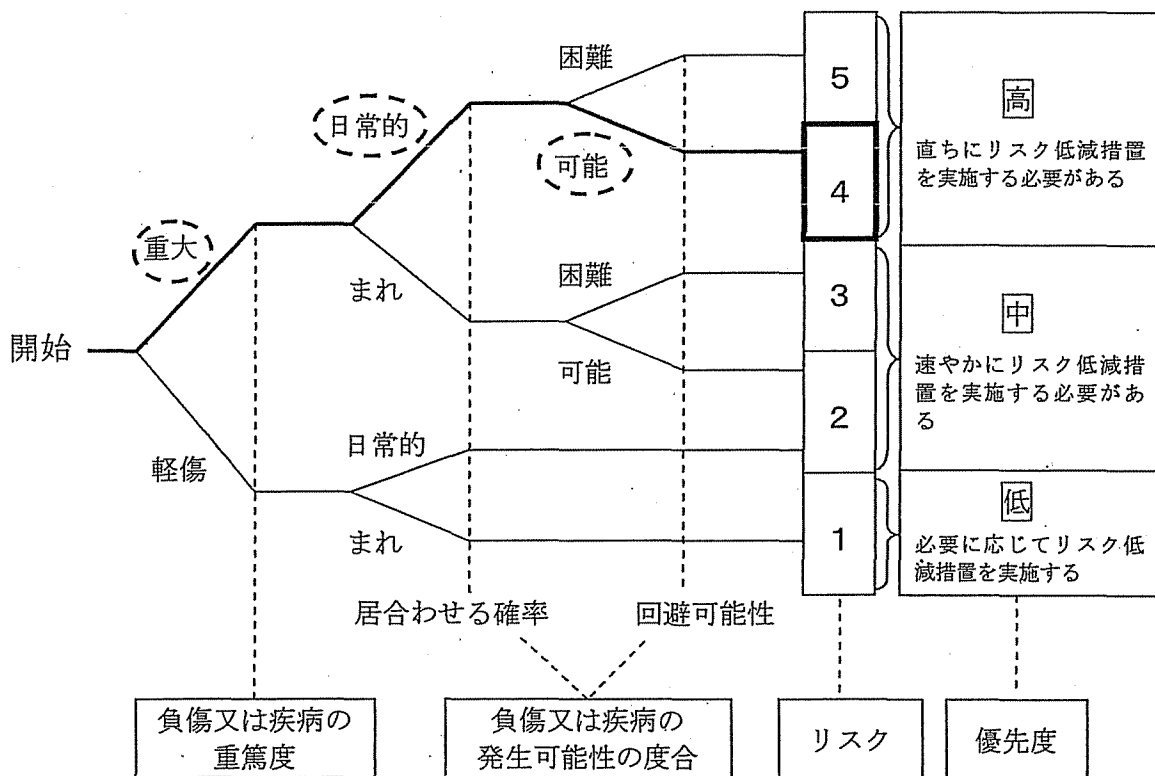 困難
5
高
日常的
直ちにリスク低減措置
を実施する必要がある
可能
4
重大
まれ
困難
3
中
開始
速やかにリスク低減措
置を実施する必要があ
る
可能
2
日常的
軽傷
低
まれ
1
必要に応じてリスク低
減措置を実施する
居合わせる確率
回避可能性
負傷又は疾病の
重篤度
負傷又は疾病の
発生可能性の度合
リスク
優先度